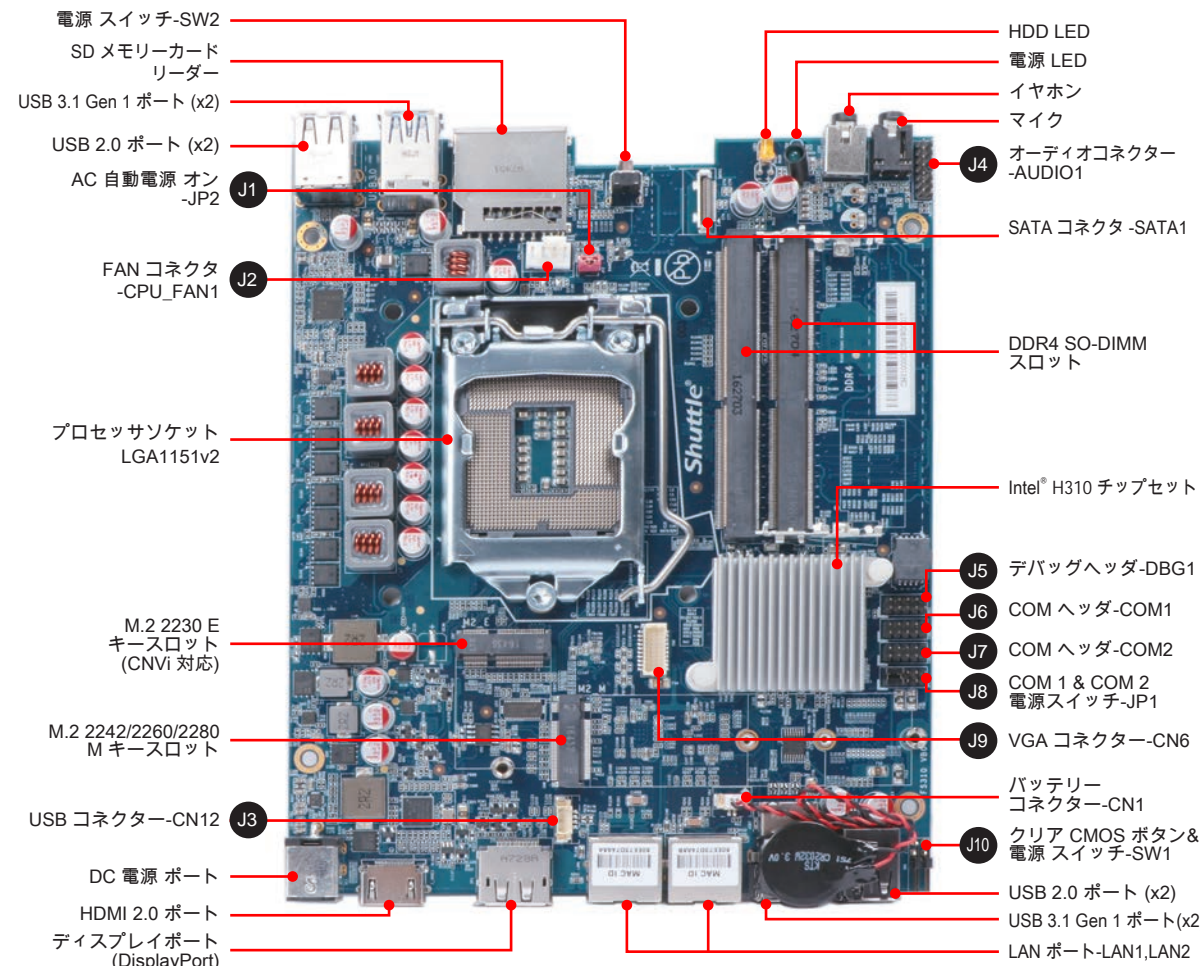 電源 スイッチ-SW2
SD メモリーカード
リーダー
USB 3.1 Gen 1 ポート (x2)
USB 2.0 ポート (x2)
AC 自動電源 オン
-JP2
J1
FAN コネクタ
-CPU_FAN1
J2
プロセッサソケット
LGA1151v2
M.2 2230 E
キースロット
(CNVi 対応)
M.2 2242/2260/2280
M キースロット
USB コネクター-CN12
J3
DC 電源 ポート
HDMI 2.0 ポート
ディスプレイポート
(DisplayPort)
HDD LED
電源 LED
イヤホン
マイク
J4
オーディオコネクター
-AUDIO1
SATA コネクタ -SATA1
DDR4 SO-DIMM
スロット
Intel® H310 チップセット
J5
デバッグヘッダ-DBG1
J6
COM ヘッダ-COM1
J7
COM ヘッダ-COM2
J8
COM 1 & COM 2
電源スイッチ-JP1
J9
VGA コネクター-CN6
バッテリー
コネクター-CN1
J10
クリア CMOS ボタン&
電源 スイッチ-SW1
USB 2.0 ポート (x2)
USB 3.1 Gen 1 ポート(x2
LAN ポート-LAN1,LAN2
Shuttle®
Pb
DDR4
162703
M2_E
M2_M
2R2
MAC ID
MAC ID
KTS
CR2032W 3.0V